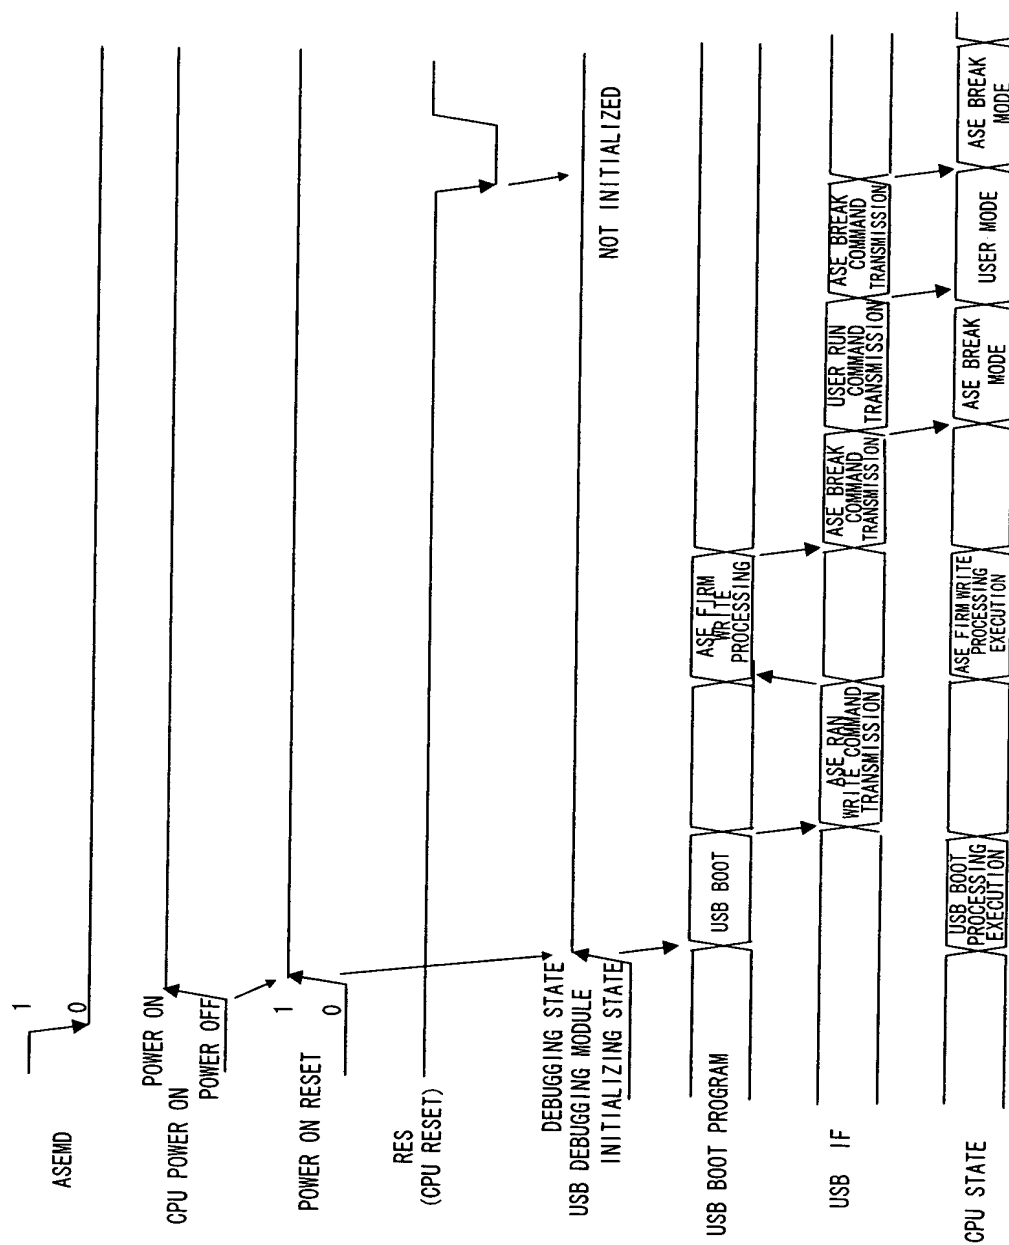 ASEMD
1
0
CPU POWER ON
POWER ON
POWER OFF
POWER ON RESET
1
0
RES
(CPU RESET)
DEBUGGING STATE
USB DEBUGGING MODULE
INITIALIZING STATE
NOT INITIALIZED
USB BOOT PROGRAM
USB BOOT
ASE FIRM
WRITE
PROCESSING
USB IF
ASE RAN
WRITE COMMAND
TRANSMISSION
ASE BREAK
COMMAND
TRANSMISSION
USER RUN
COMMAND
TRANSMISSION
ASE BREAK
COMMAND
TRANSMISSION
CPU STATE
USB BOOT
PROCESSING
EXECUTION
ASE FIRM WRITE
PROCESSING
EXECUTION
ASE BREAK
MODE
USER MODE
ASE BREAK
MODE